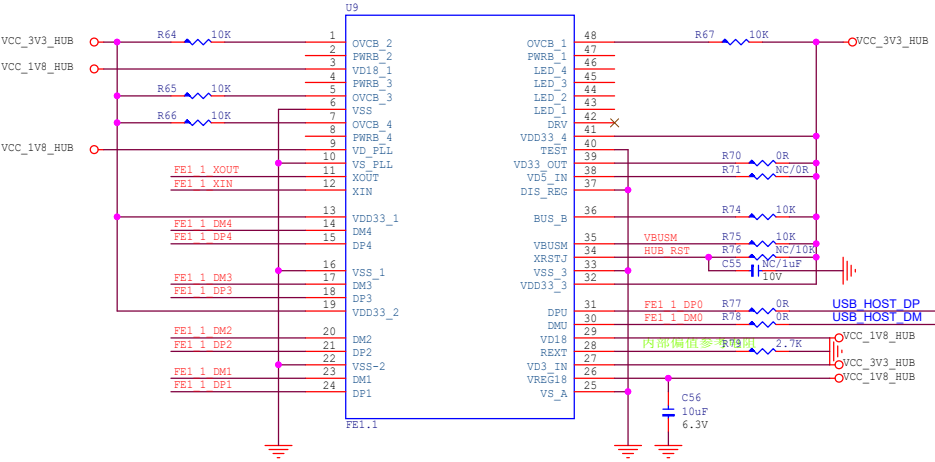 U9
VCC_3V3_HUB
R64 10K
1 OVCB_2
2 PWRB_2
VCC_1V8_HUB
3 VD18_1
4 PWRB_3
R65 10K
5 OVCB_3
6 VSS
R66 10K
7 OVCB_4
8 PWRB_4
VCC_1V8_HUB
9 VD_PLL
10 VS_PLL
FE1_1_XOUT
11 XOUT
FE1_1_XIN
12 XIN
13 VDD33_1
FE1_1_DM4
14 DM4
FE1_1_DP4
15 DP4
16 VSS_1
FE1_1_DM3
17 DM3
FE1_1_DP3
18 DP3
19 VDD33_2
FE1_1_DM2
20 DM2
FE1_1_DP2
21 DP2
22 VSS-2
FE1_1_DM1
23 DM1
FE1_1_DP1
24 DP1
FE1.1
OVCB_1 48
R67 10K
VCC_3V3_HUB
PWRB_1 47
LED_4 46
LED_3 45
LED_2 44
LED_1 43
DRV 42
VDD33_4 41
TEST 40
VD33_OUT 39
R70 0R
VD5_IN 38
R71 NC/0R
DIS_REG 37
BUS_B 36
R74 10K
VBUSM 35
VBUSM
R75 10K
XRSTJ 34
HUB_RST
R76 NC/10K
VSS_3 33
C55 NC/1uF
10V
VDD33_3 32
DPU 31
FE1_1_DP0
R77 0R
USB_HOST_DP
DMU 30
FE1_1_DM0
R78 0R
USB_HOST_DM
VD18 29
VCC_1V8_HUB
REXT 28
内部偏值参考
R79 2.7K
VD3_IN 27
VCC_3V3_HUB
VREG18 26
VCC_1V8_HUB
VS_A 25
C56
10uF
6.3V